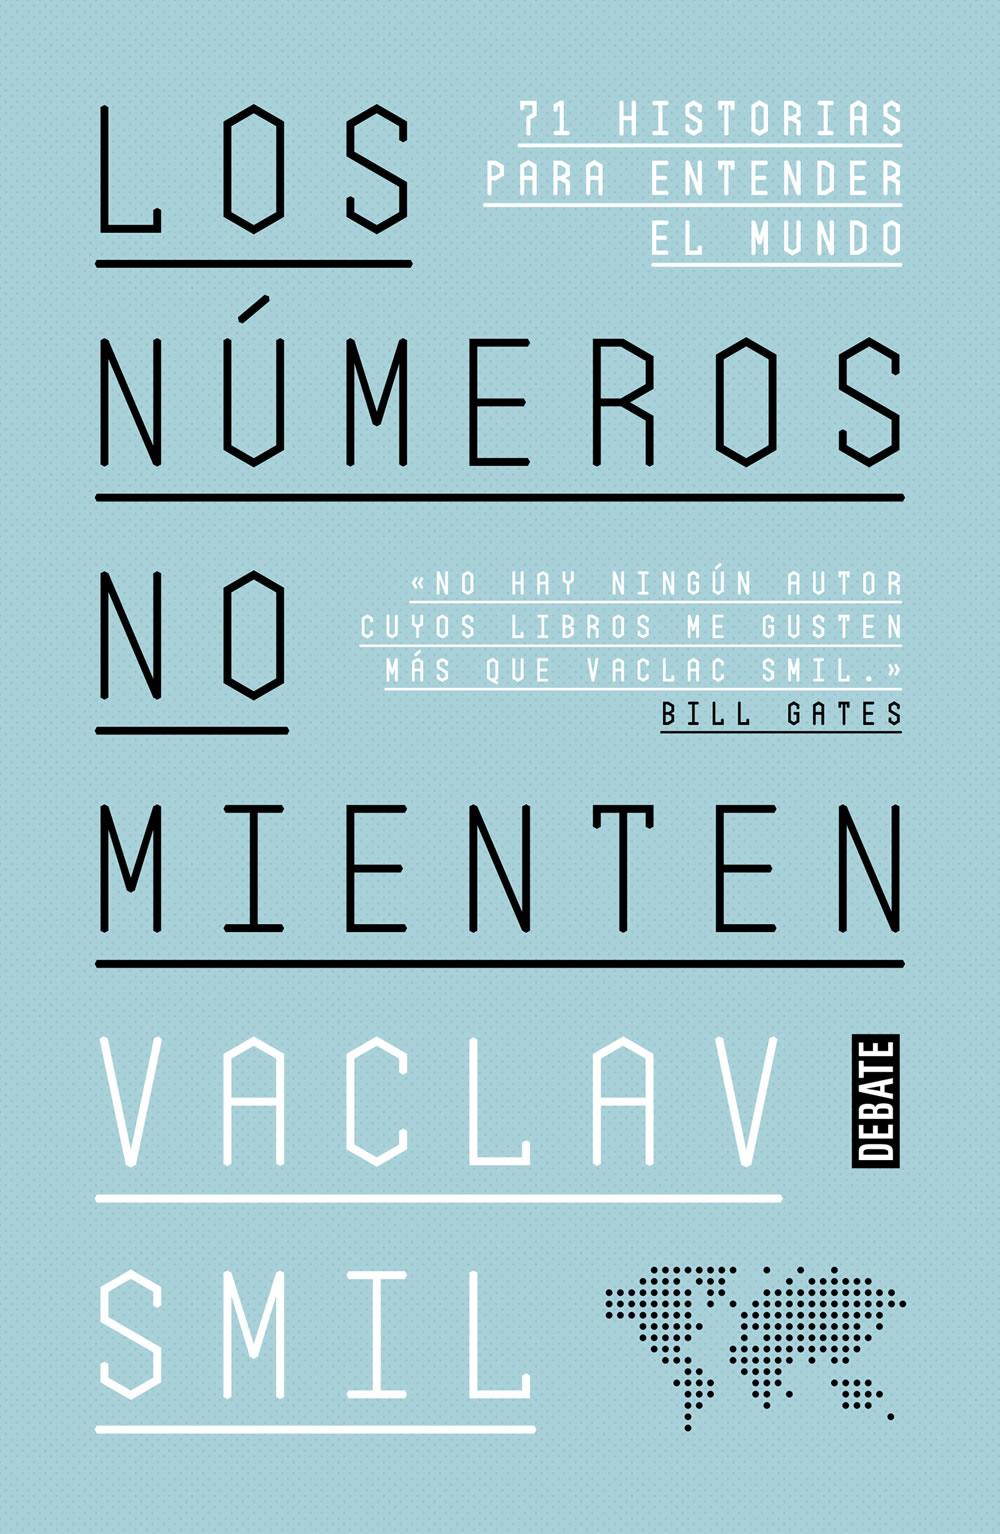 LOS
71 HISTORIAS
PARA ENTENDER
EL MUNDO
NÚMEROS
NO
«NO HAY NINGÚN AUTOR
CUYOS LIBROS ME GUSTEN
MÁS QUE VACLAC SMIL.»
BILL GATES
MIENTEN
VACLAV
DEBATE
SMIL